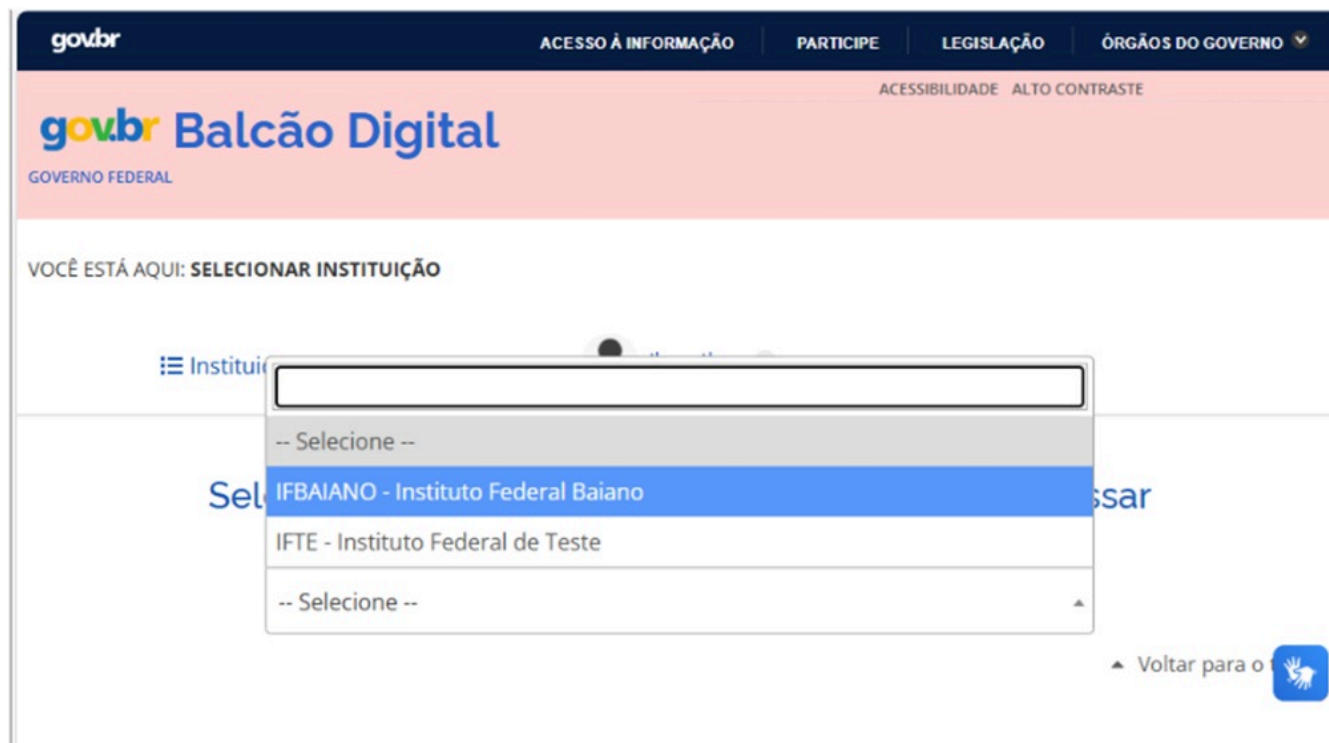 gov.br ACESSO À INFORMAÇÃO PARTICIPE LEGISLAÇÃO ÓRGÃOS DO GOVERNO
ACESSIBILIDADE ALTO CONTRASTE
gov.br Balcão Digital
GOVERNO FEDERAL
VOCÊ ESTÁ AQUI: SELECIONAR INSTITUIÇÃO
-- Selecione --
IFBAIANO - Instituto Federal Baiano
IFTE - Instituto Federal de Teste
-- Selecione --
Voltar para o